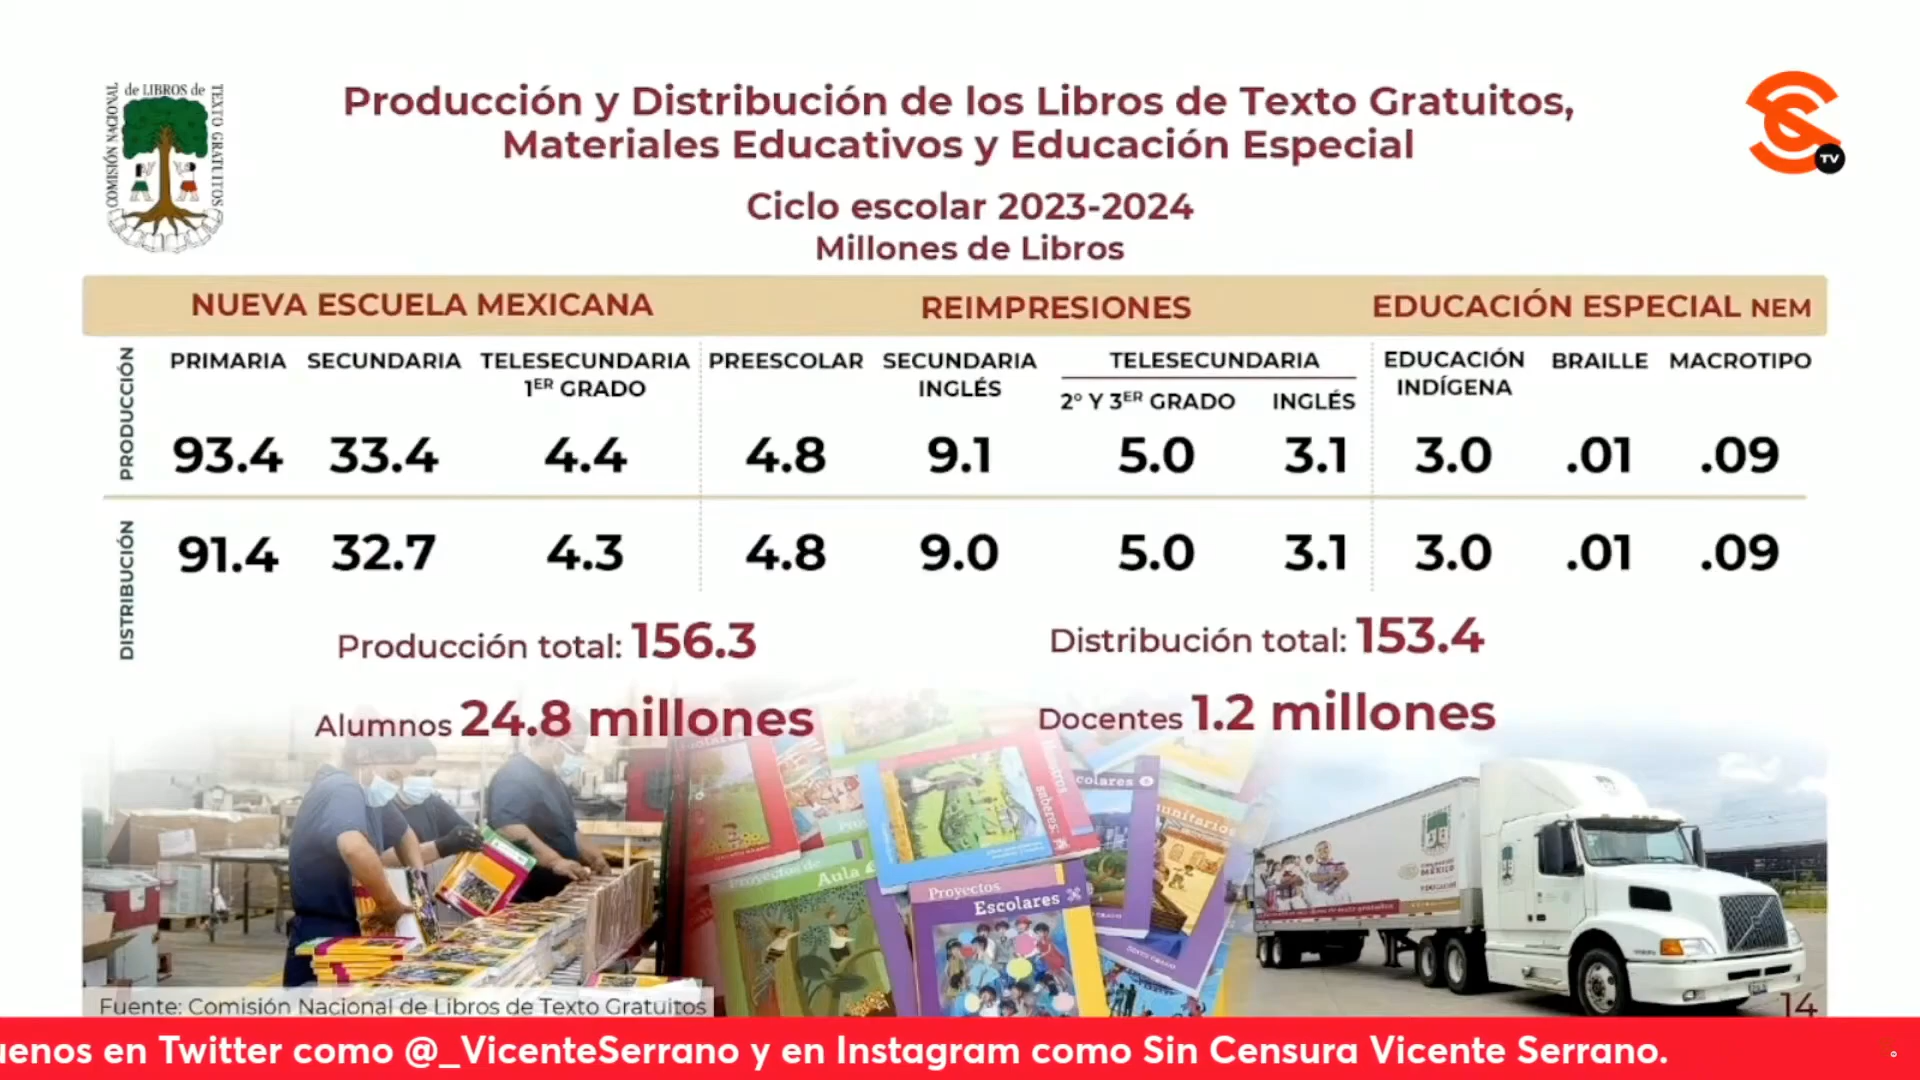 COMISIÓN NACIONAL de LIBROS de TEXTO GRATUITOS
Producción y Distribución de los Libros de Texto Gratuitos,
Materiales Educativos y Educación Especial
TV
Ciclo escolar 2023-2024
Millones de Libros
NUEVA ESCUELA MEXICANA REIMPRESIONES EDUCACIÓN ESPECIAL NEM
PRODUCCIÓN
PRIMARIA SECUNDARIA TELESECUNDARIA PREESCOLAR SECUNDARIA TELESECUNDARIA EDUCACIÓN BRAILLE MACROTIPO
1ER GRADO INGLÉS 2° Y 3ER GRADO INGLÉS INDÍGENA
93.4 33.4 4.4 4.8 9.1 5.0 3.1 3.0 .01 .09
DISTRIBUCIÓN
91.4 32.7 4.3 4.8 9.0 5.0 3.1 3.0 .01 .09
Producción total: 156.3 Distribución total: 153.4
Alumnos 24.8 millones Docentes 1.2 millones
colares
saberes:
Proyectos de
Aula
Proyectos
Escolares
MÉXICO
Fuente: Comisión Nacional de Libros de Texto Gratuitos
14
uenos en Twitter como @_VicenteSerrano y en Instagram como Sin Censura Vicente Serrano.